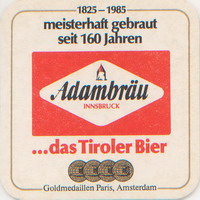 1825 – 1985
meisterhaft gebraut
seit 160 Jahren
Adambräu
INNSBRUCK
...das Tiroler Bier
Goldmedaillen Paris, Amsterdam